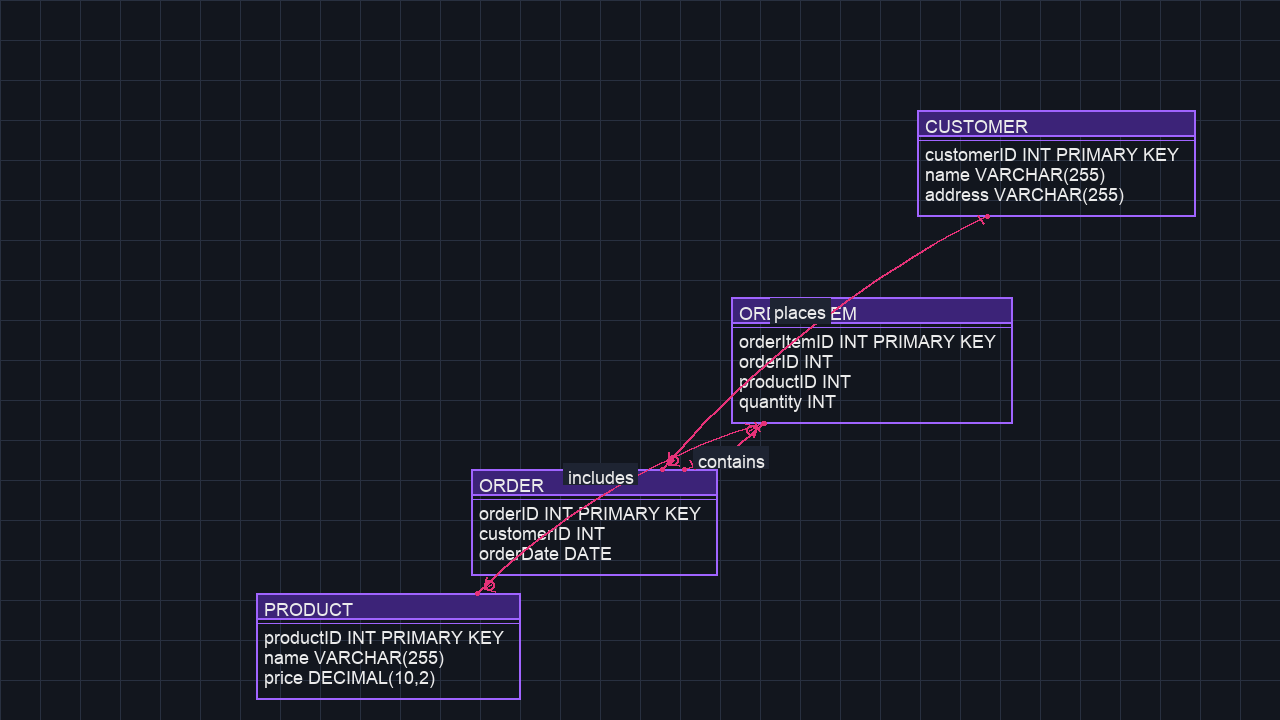 CUSTOMER
customerID INT PRIMARY KEY
name VARCHAR(255)
address VARCHAR(255)
places
orderItemID INT PRIMARY KEY
orderID INT
productID INT
quantity INT
contains
includes
ORDER
orderID INT PRIMARY KEY
customerID INT
orderDate DATE
PRODUCT
productID INT PRIMARY KEY
name VARCHAR(255)
price DECIMAL(10,2)